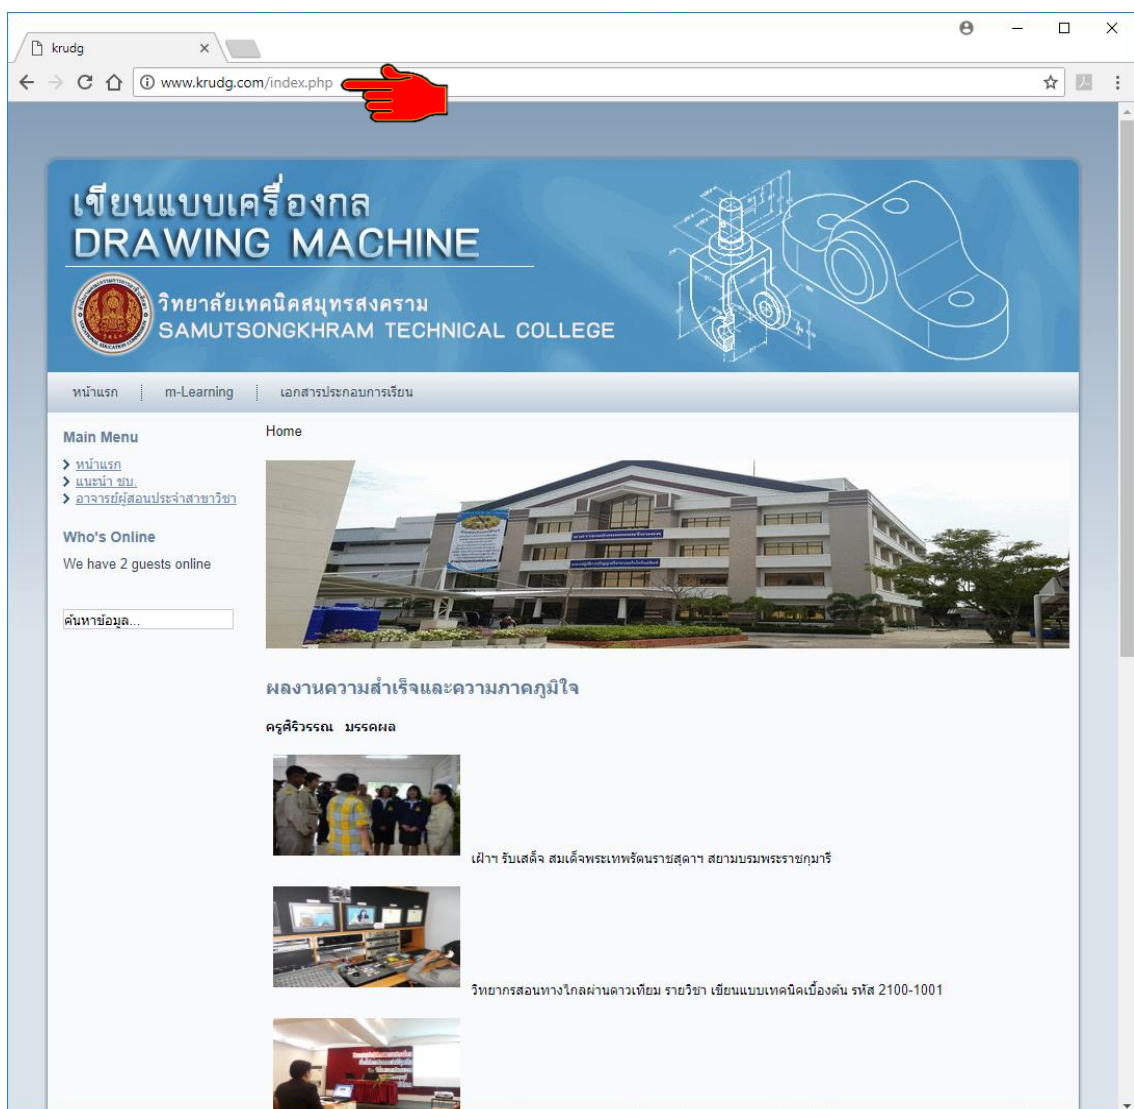 krudg
www.krudg.com/index.php
เขียนแบบเครื่องกล
DRAWING MACHINE
วิทยาลัยเทคนิคสมุทรสงคราม
SAMUTSONGKHRAM TECHNICAL COLLEGE
หน้าแรก m-Learning เอกสารประกอบการเรียน
Main Menu
หน้าแรก
แนะนำ ชบ.
อาจารย์ผู้สอนประจำสาขาวิชา
Who's Online
We have 2 guests online
ค้นหาข้อมูล...
Home
ผลงานความสำเร็จและความภาคภูมิใจ
ครูศิริวรรณ มรรคผล
เฝ้าฯ รับเสด็จ สมเด็จพระเทพรัตนราชสุดาฯ สยามบรมพระราชกุมารี
วิทยากรสอนทางไกลผ่านดาวเทียม รายวิชา เขียนแบบเทคนิคเบื้องต้น รหัส 2100-1001